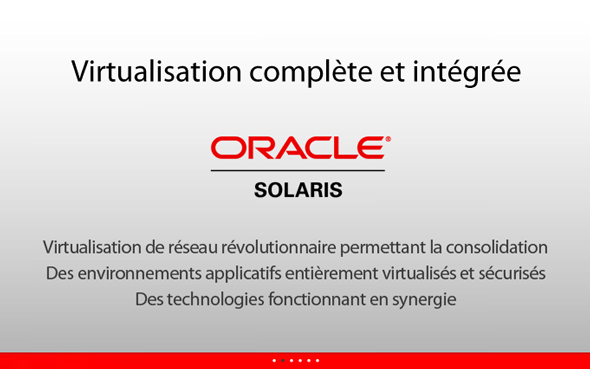 Virtualisation complète et intégrée
ORACLE®
SOLARIS
Virtualisation de réseau révolutionnaire permettant la consolidation
Des environnements applicatifs entièrement virtualisés et sécurisés
Des technologies fonctionnant en synergie